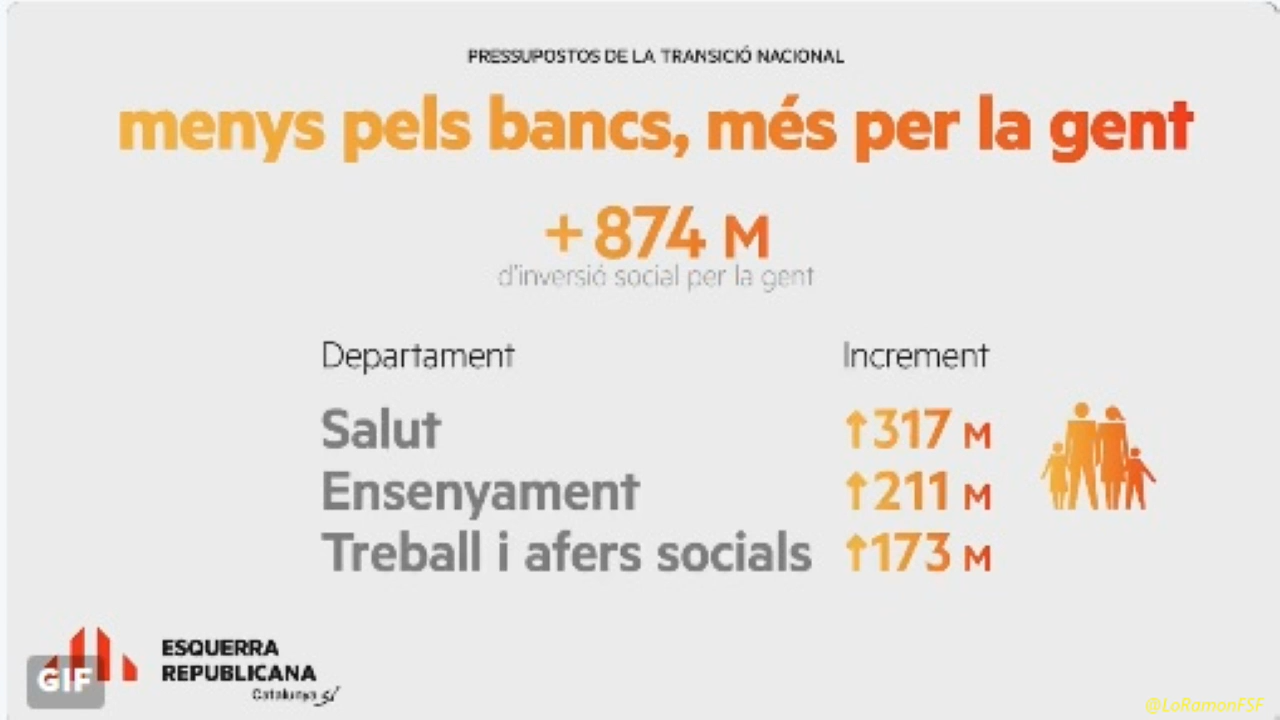 PRESSUPOSTOS DE LA TRANSICIÓ NACIONAL
menys pels bancs, més per la gent
+ 874 M
d'inversió social per la gent
Departament Increment
Salut ↑317 M
Ensenyament ↑211 M
Treball i afers socials ↑173 M
ESQUERRA
REPUBLICANA
Catalunya sí
GIF
@LoRamonFSF